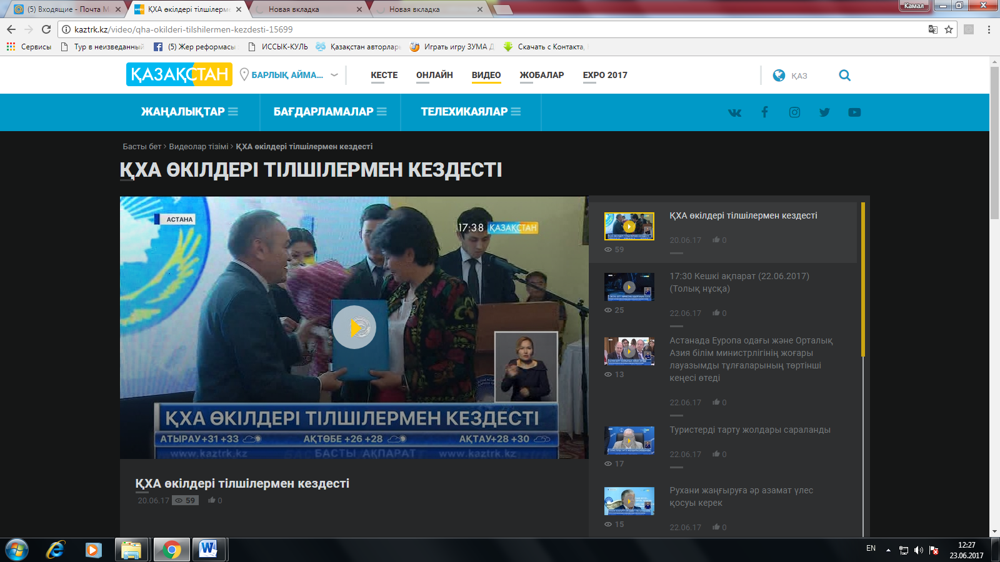 (5) Входящие - Почта М
ҚХА өкілдері тілшілерме
Новая вкладка
Новая вкладка
Камал
kaztrk.kz/video/qha-okilderi-tilshilermen-kezdesti-15699
Сервисы
Тур в неизведанный
(5) Жер реформасы
ИССЫК-КУЛЬ
Қазақстан авторлары
Играть игру ЗУМА Д
Скачать с Контакта,
ҚАЗАҚСТАН
БАРЛЫҚ АЙМА...
КЕСТЕ
ОНЛАЙН
ВИДЕО
ЖОБАЛАР
EXPO 2017
ҚАЗ
ЖАҢАЛЫҚТАР
БАҒДАРЛАМАЛАР
ТЕЛЕХИКАЯЛАР
Басты бет › Видеолар тізімі › ҚХА өкілдері тілшілермен кездесті
ҚХА ӨКІЛДЕРІ ТІЛШІЛЕРМЕН КЕЗДЕСТІ
АСТАНА
17:38 ҚАЗАҚСТАН
ҚХА ӨКІЛДЕРІ ТІЛШІЛЕРМЕН КЕЗДЕСТІ
АТЫРАУ +31 +33
АҚТӨБЕ +26 +28
АҚТАУ +28 +30
www.kaztrk.kz
БАСТЫ АҚПАРАТ
www.kaztrk.kz
ҚХА өкілдері тілшілермен кездесті
20.06.17 59 0
ҚХА өкілдері тілшілермен кездесті
20.06.17 0
59
17:30 Кешкі ақпарат (22.06.2017)
(Толық нұсқа)
25
22.06.17 0
Астанада Еуропа одағы және Орталық
Азия білім министрлігінің жоғары
лауазымды тұлғаларының төртінші
кеңесі өтеді
13
22.06.17 0
Туристерді тарту жолдары сараланды
22.06.17 0
17
Рухани жаңғыруға әр азамат үлес
қосуы керек
15
22.06.17 0
EN
12:27
23.06.2017